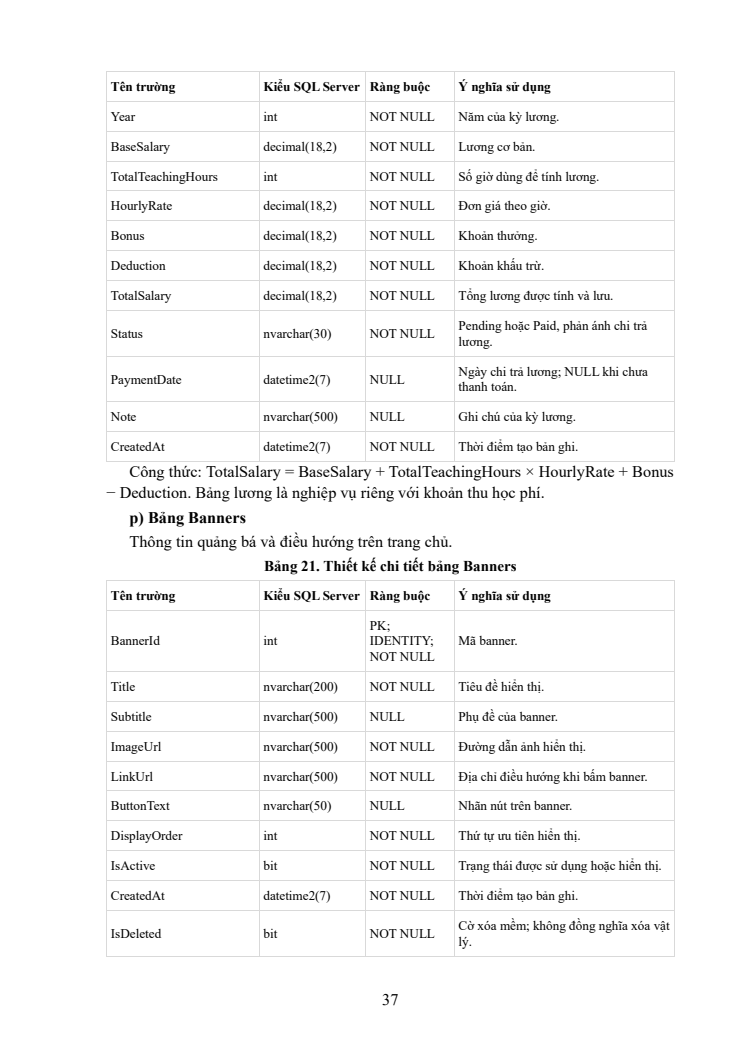 Tên trường Kiểu SQL Server Ràng buộc Ý nghĩa sử dụng
Year int NOT NULL Năm của kỳ lương.
BaseSalary decimal(18,2) NOT NULL Lương cơ bản.
TotalTeachingHours int NOT NULL Số giờ dùng để tính lương.
HourlyRate decimal(18,2) NOT NULL Đơn giá theo giờ.
Bonus decimal(18,2) NOT NULL Khoản thưởng.
Deduction decimal(18,2) NOT NULL Khoản khấu trừ.
TotalSalary decimal(18,2) NOT NULL Tổng lương được tính và lưu.
Status nvarchar(30) NOT NULL Pending hoặc Paid, phản ánh chi trả
lương.
PaymentDate datetime2(7) NULL Ngày chi trả lương; NULL khi chưa
thanh toán.
Note nvarchar(500) NULL Ghi chú của kỳ lương.
CreatedAt datetime2(7) NOT NULL Thời điểm tạo bản ghi.
Công thức: TotalSalary = BaseSalary + TotalTeachingHours × HourlyRate + Bonus
− Deduction. Bảng lương là nghiệp vụ riêng với khoản thu học phí.
p) Bảng Banners
Thông tin quảng bá và điều hướng trên trang chủ.
Bảng 21. Thiết kế chi tiết bảng Banners
Tên trường Kiểu SQL Server Ràng buộc Ý nghĩa sử dụng
BannerId int PK;
IDENTITY;
NOT NULL Mã banner.
Title nvarchar(200) NOT NULL Tiêu đề hiển thị.
Subtitle nvarchar(500) NULL Phụ đề của banner.
ImageUrl nvarchar(500) NOT NULL Đường dẫn ảnh hiển thị.
LinkUrl nvarchar(500) NOT NULL Địa chỉ điều hướng khi bấm banner.
ButtonText nvarchar(50) NULL Nhãn nút trên banner.
DisplayOrder int NOT NULL Thứ tự ưu tiên hiển thị.
IsActive bit NOT NULL Trạng thái được sử dụng hoặc hiển thị.
CreatedAt datetime2(7) NOT NULL Thời điểm tạo bản ghi.
IsDeleted bit NOT NULL Cờ xóa mềm; không đồng nghĩa xóa vật
lý.
37